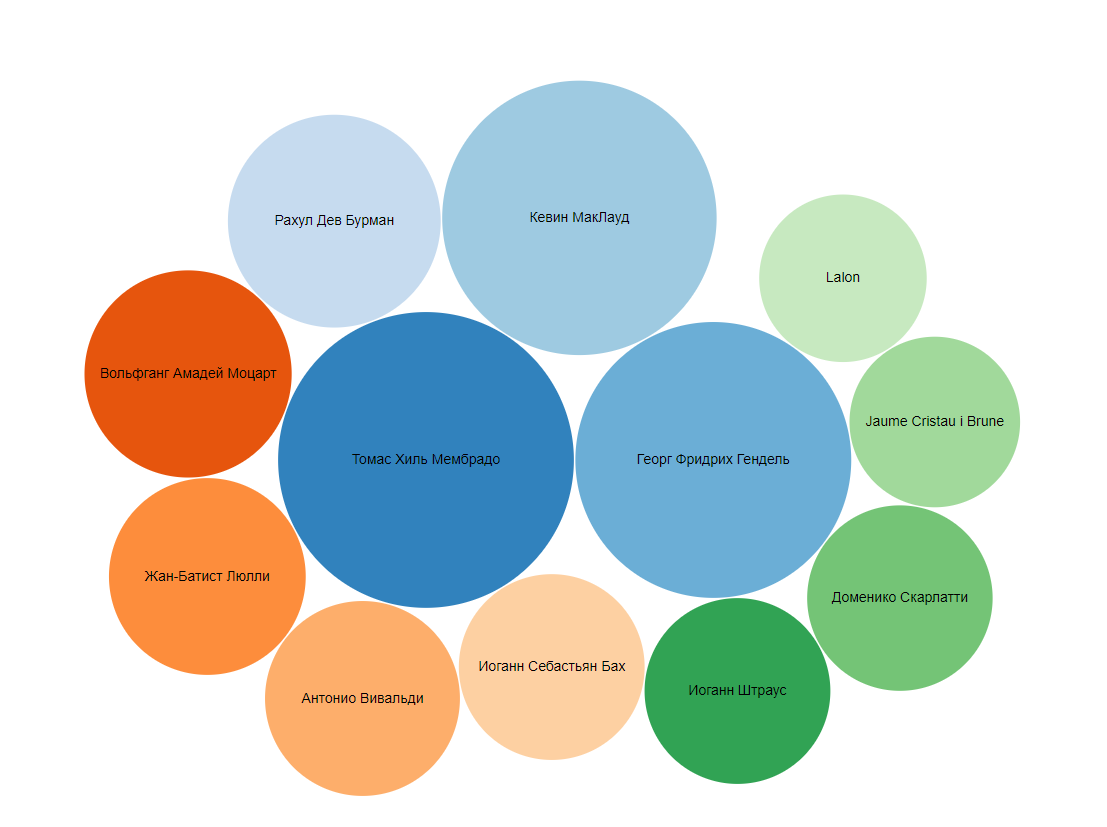 Кевин МакЛауд
Рахул Дев Бурман
Lalon
Вольфганг Амадей Моцарт
Jaume Cristau i Brune
Томас Хиль Мембрадо
Георг Фридрих Гендель
Жан-Батист Люлли
Доменико Скарлатти
Иоганн Себастьян Бах
Иоганн Штраус
Антонио Вивальди